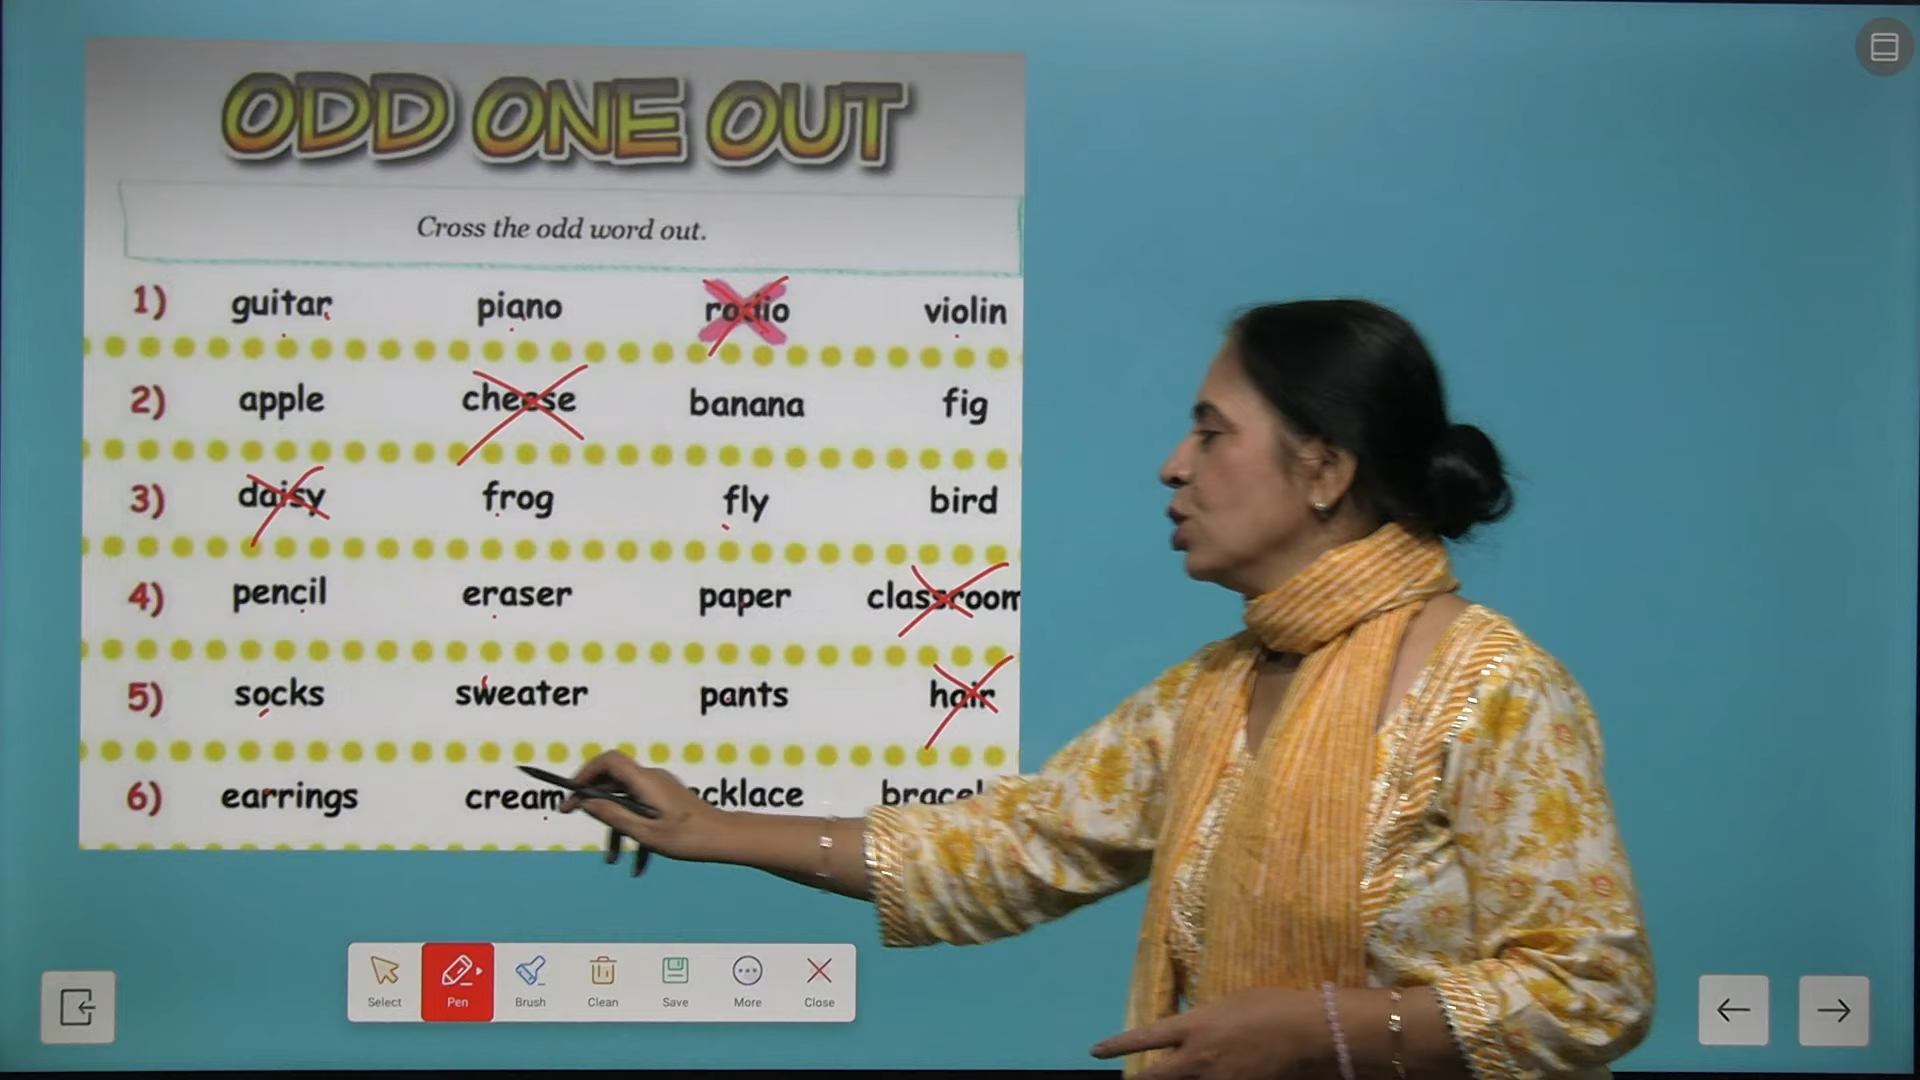 ODD ONE OUT
Cross the odd word out.
1) guitar piano radio violin
2) apple cheese banana fig
3) daisy frog fly bird
4) pencil eraser paper classroom
5) socks sweater pants hair
6) earrings cream
Select Pen Brush Clean Save More Close